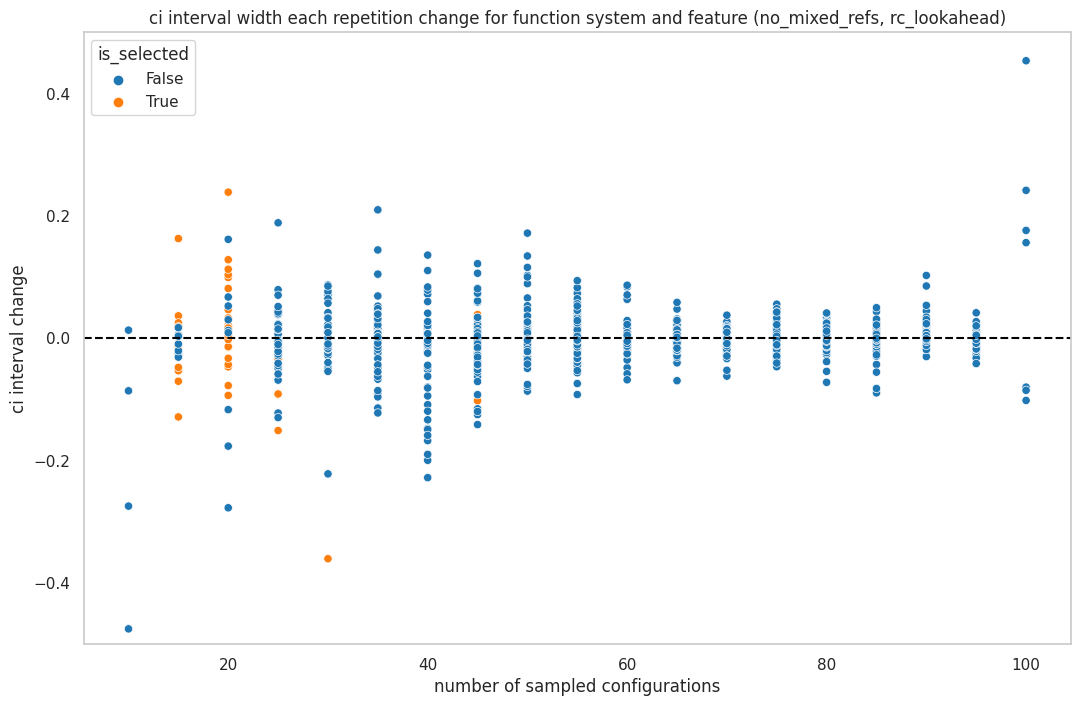 ci interval width each repetition change for function system and feature (no_mixed_refs, rc_lookahead)
is_selected
False
True
ci interval change
0.4
0.2
0.0
−0.2
−0.4
20
40
60
80
100
number of sampled configurations